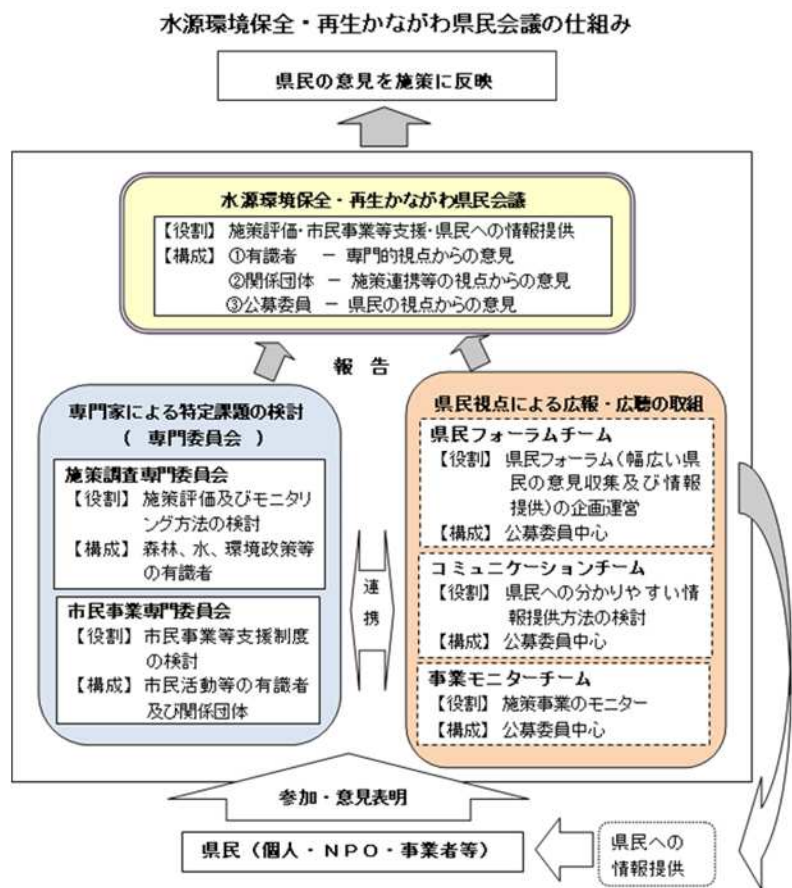 水源環境保全・再生かながわ県民会議の仕組み
県民の意見を施策に反映
水源環境保全・再生かながわ県民会議
【役割】 施策評価・市民事業等支援・県民への情報提供
【構成】 ①有識者 － 専門的視点からの意見
②関係団体 － 施策連携等の視点からの意見
③公募委員 － 県民の視点からの意見
報 告
専門家による特定課題の検討
（ 専門委員会 ）
施策調査専門委員会
【役割】 施策評価及びモニタリ
ング方法の検討
【構成】 森林、水、環境政策等
の有識者
市民事業専門委員会
【役割】 市民事業等支援制度
の検討
【構成】 市民活動等の有識者
及び関係団体
連
携
県民視点による広報・広聴の取組
県民フォーラムチーム
【役割】 県民フォーラム（幅広い県
民の意見収集及び情報
提供）の企画運営
【構成】 公募委員中心
コミュニケーションチーム
【役割】 県民への分かりやすい情
報提供方法の検討
【構成】 公募委員中心
事業モニターチーム
【役割】 施策事業のモニター
【構成】 公募委員中心
参加・意見表明
県民（個人・ＮＰＯ・事業者等）
県民への
情報提供